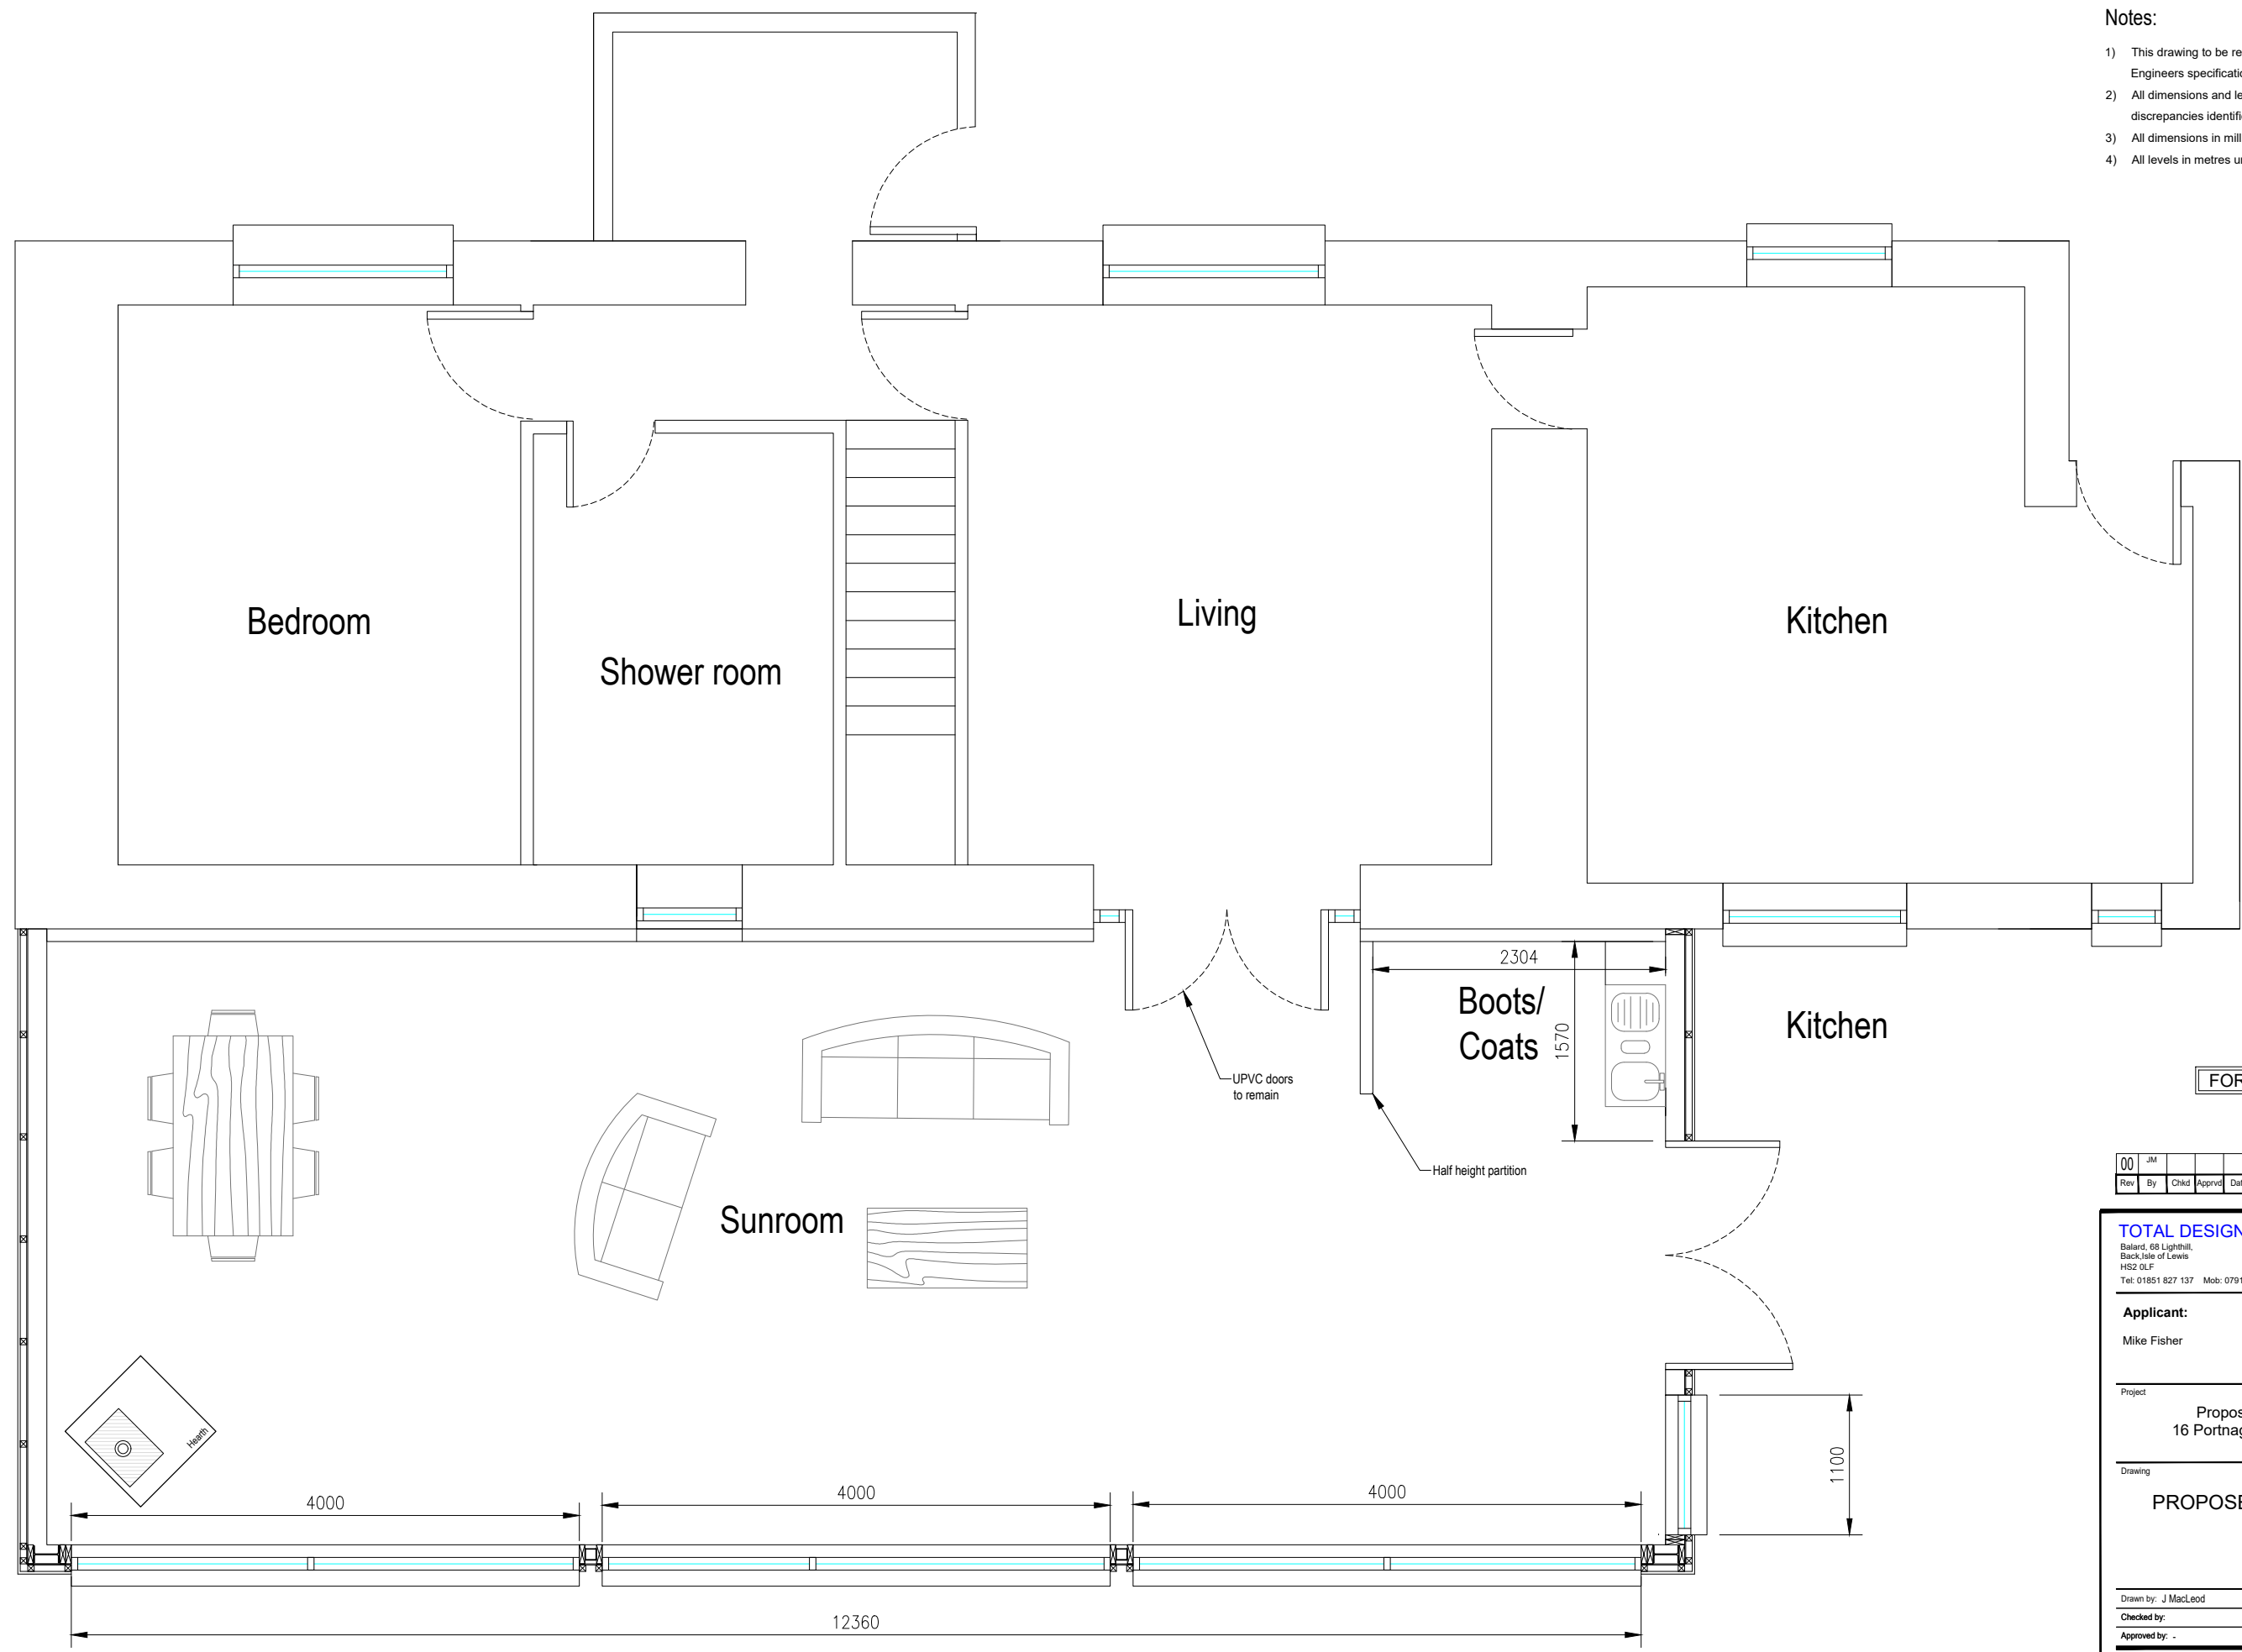 Notes:
1) This drawing to be re
Engineers specificati
2) All dimensions and le
discrepancies identifi
3) All dimensions in mill
4) All levels in metres u
Bedroom
Shower room
Living
Kitchen
2304
Boots/
Coats
1570
Kitchen
UPVC doors
to remain
Half height partition
Sunroom
Hearth
4000
4000
4000
1100
12360
FOR
00 JM
Rev By Chkd Apprvd Dat
TOTAL DESIGN
Balard, 68 Lighthill,
Back,Isle of Lewis
HS2 0LF
Tel: 01851 827 137 Mob: 0791
Applicant:
Mike Fisher
Project
Propos
16 Portnag
Drawing
PROPOSE
Drawn by: J MacLeod
Checked by:
Approved by: -